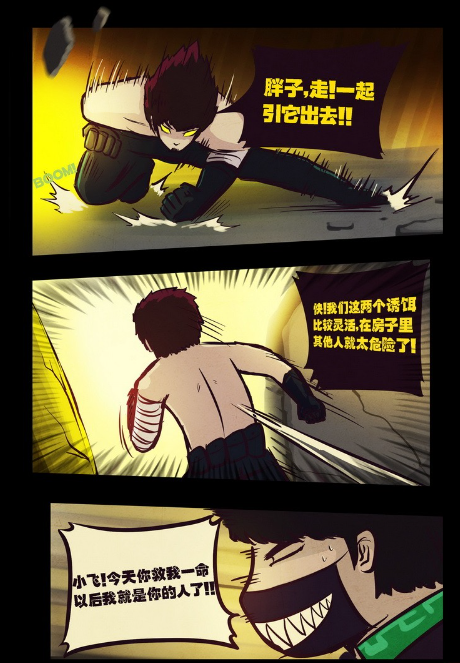 胖子,走!一起
引它出去!!
BOOM!
快!我们这两个诱饵
比较灵活,在房子里
其他人就太危险了!
小飞!今天你救我一命
以后我就是你的人了!!